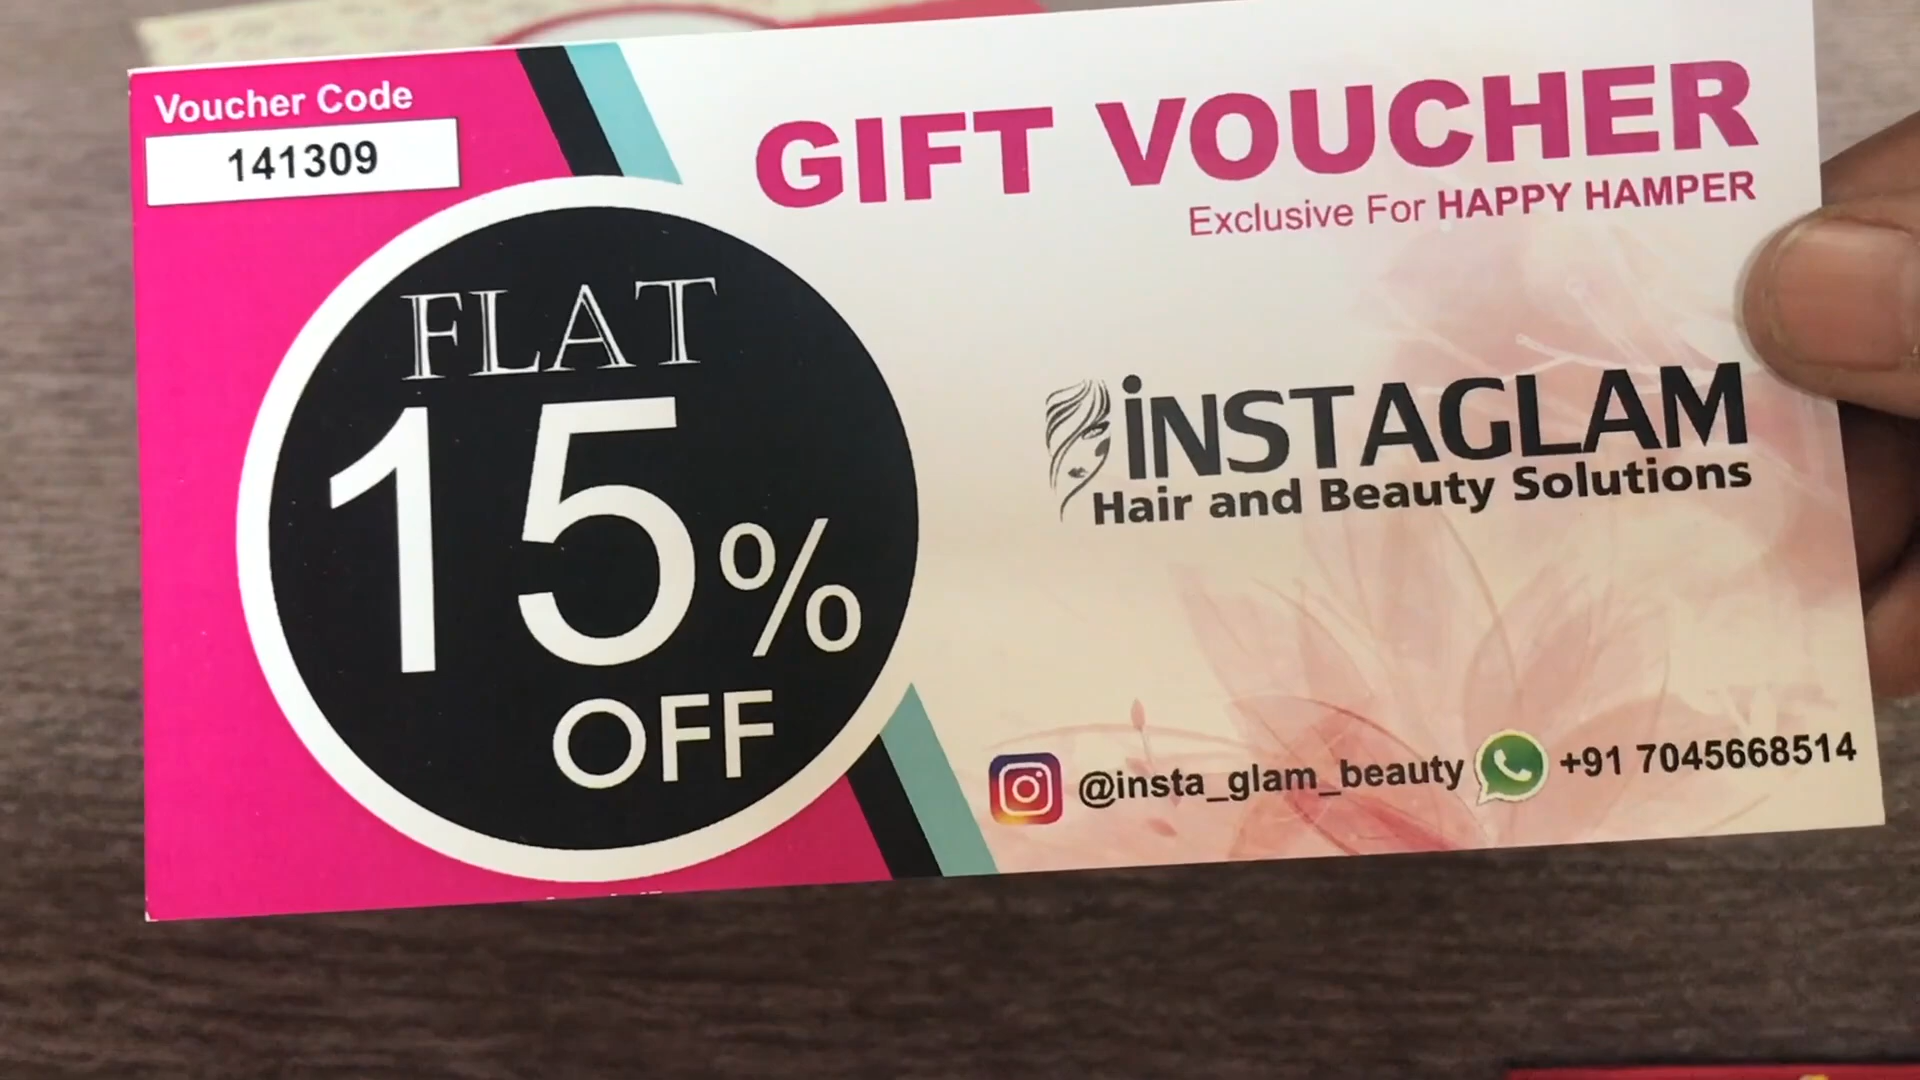 Voucher Code
141309
GIFT VOUCHER
Exclusive For HAPPY HAMPER
FLAT
15%
OFF
INSTAGLAM
Hair and Beauty Solutions
@insta_glam_beauty
+91 7045668514